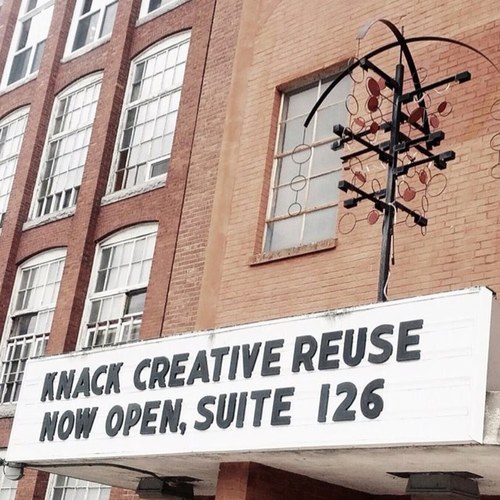 KNACK CREATIVE REUSE
NOW OPEN, SUITE 126